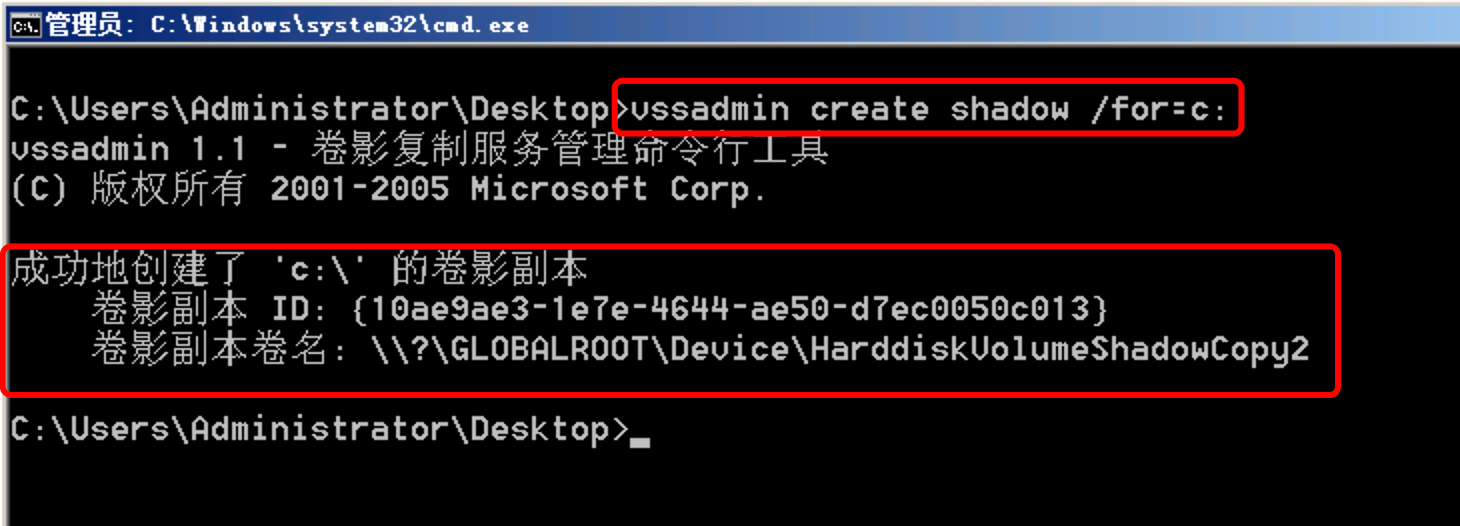 管理员: C:\Windows\system32\cmd.exe
C:\Users\Administrator\Desktop>vssadmin create shadow /for=c:
vssadmin 1.1 - 卷影复制服务管理命令行工具
(C) 版权所有 2001-2005 Microsoft Corp.
成功地创建了 'c:\' 的卷影副本
卷影副本 ID: {10ae9ae3-1e7e-4644-ae50-d7ec0050c013}
卷影副本卷名: \\?\GLOBALROOT\Device\HarddiskVolumeShadowCopy2
C:\Users\Administrator\Desktop>_